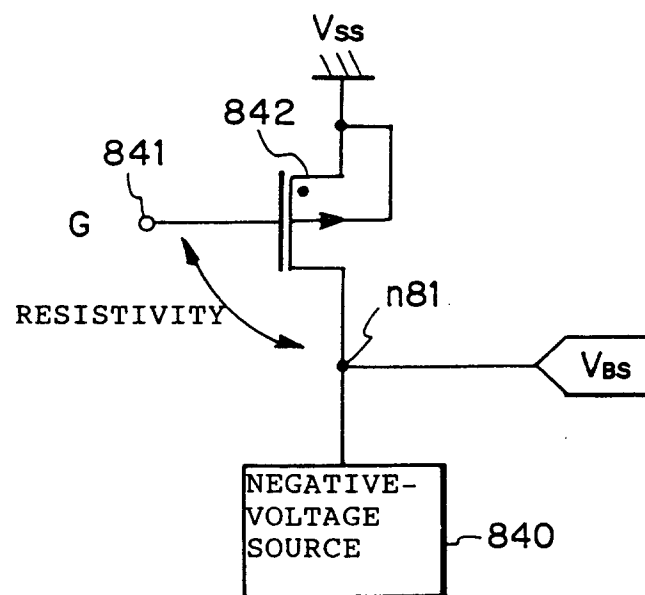 VSS
842
841
G
n81
RESISTIVITY
VBS
NEGATIVE-
VOLTAGE
SOURCE
840